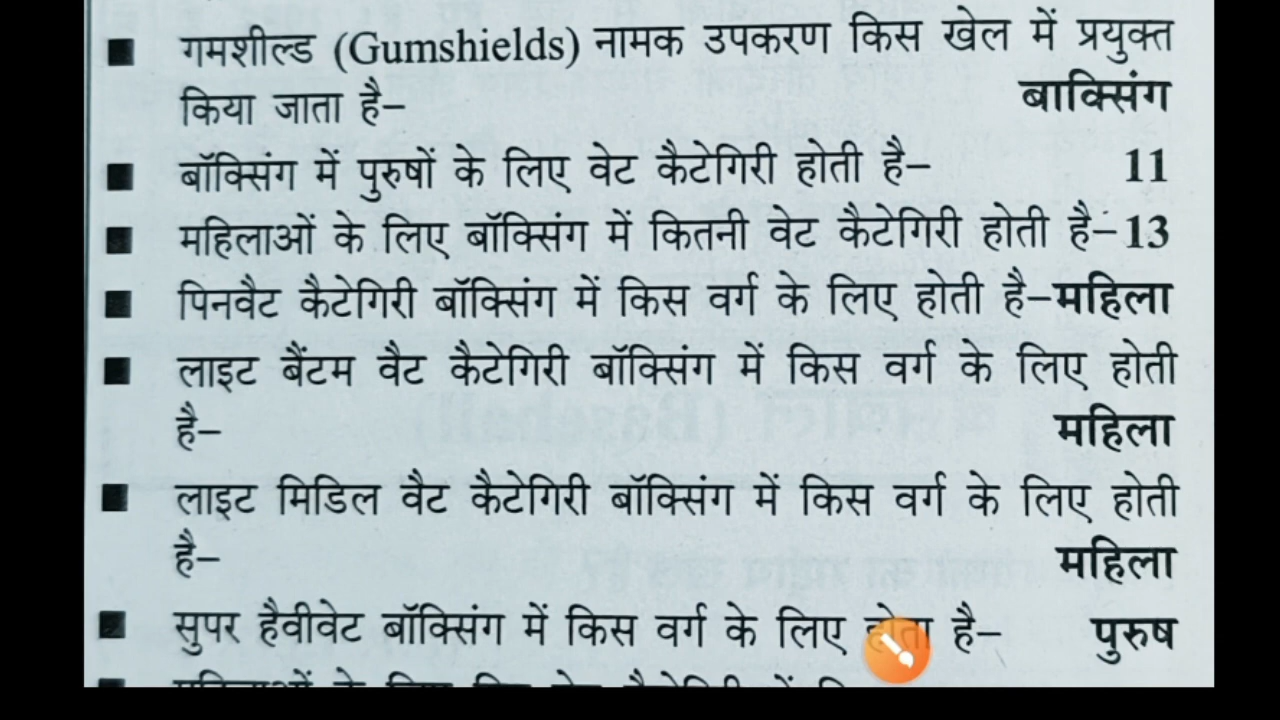 ■ गमशील्ड (Gumshields) नामक उपकरण किस खेल में प्रयुक्त
किया जाता है– बाक्सिंग
■ बॉक्सिंग में पुरुषों के लिए वेट कैटेगिरी होती है– 11
■ महिलाओं के लिए बॉक्सिंग में कितनी वेट कैटेगिरी होती है–13
■ पिनवैट कैटेगिरी बॉक्सिंग में किस वर्ग के लिए होती है–महिला
■ लाइट बैंटम वैट कैटेगिरी बॉक्सिंग में किस वर्ग के लिए होती
है– महिला
■ लाइट मिडिल वैट कैटेगिरी बॉक्सिंग में किस वर्ग के लिए होती
है– महिला
■ सुपर हैवीवेट बॉक्सिंग में किस वर्ग के लिए होता है– पुरुष